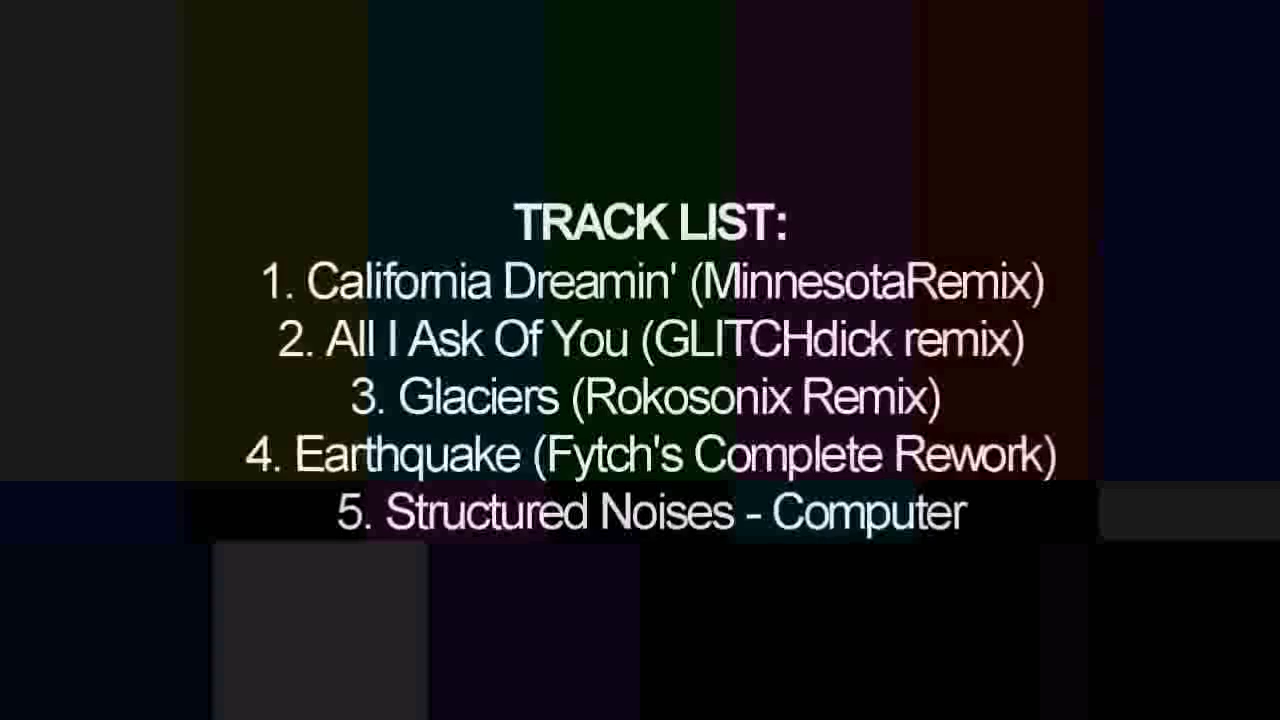 TRACK LIST:
1. California Dreamin' (MinnesotaRemix)
2. All I Ask Of You (GLITCHdick remix)
3. Glaciers (Rokosonix Remix)
4. Earthquake (Fytch's Complete Rework)
5. Structured Noises - Computer